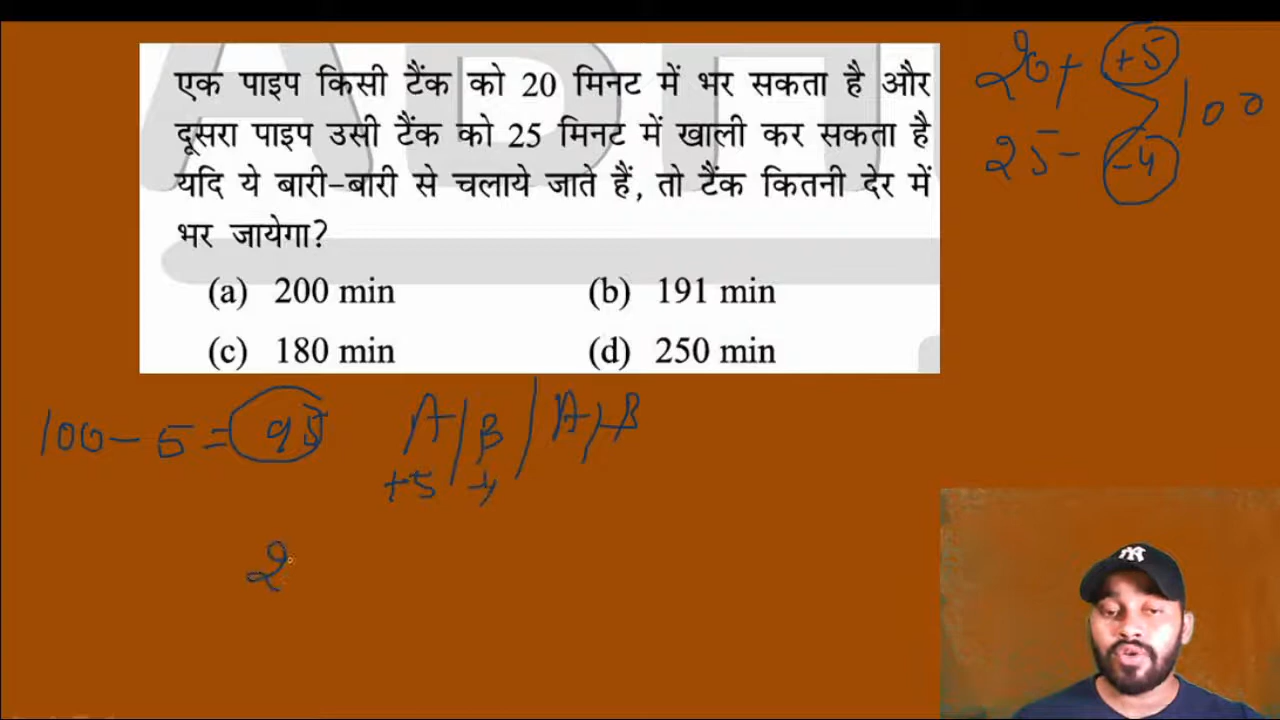 एक पाइप किसी टैंक को 20 मिनट में भर सकता है और
दूसरा पाइप उसी टैंक को 25 मिनट में खाली कर सकता है
यदि ये बारी-बारी से चलाये जाते हैं, तो टैंक कितनी देर में
भर जायेगा?
(a) 200 min (b) 191 min
(c) 180 min (d) 250 min
20+ +5
100
25- -4
100-5=95
A/B/A/B
+5 -4
2